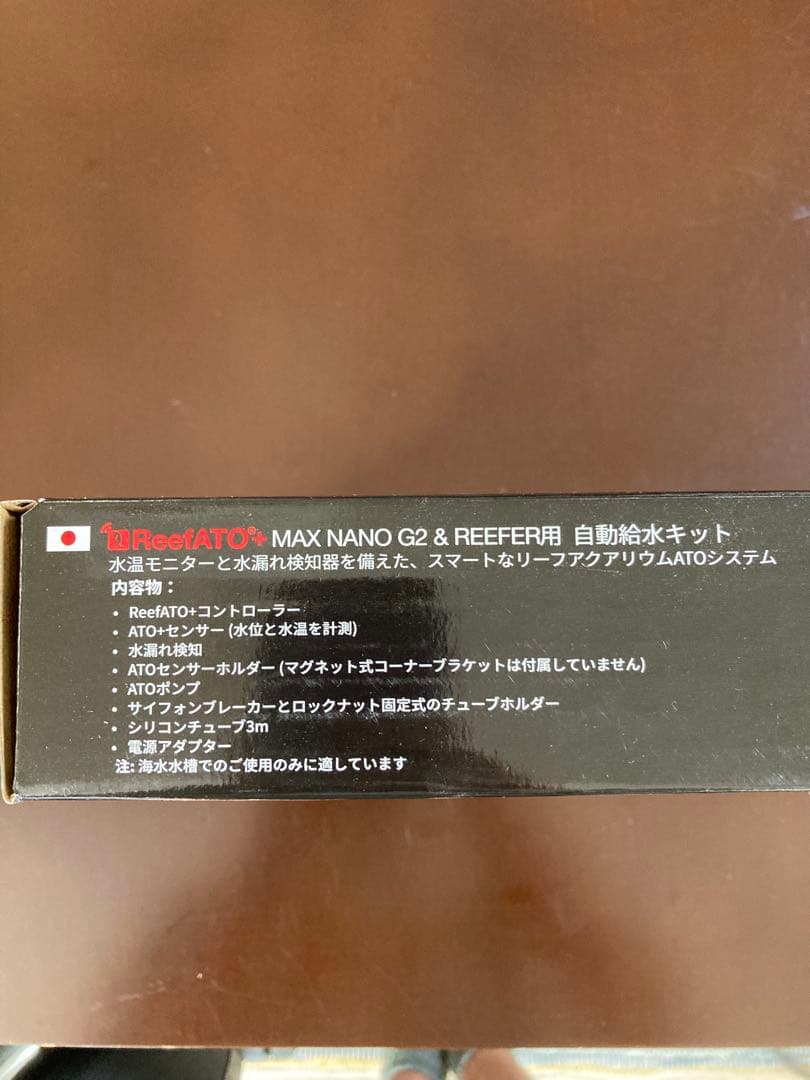 ReefATO+ MAX NANO G2 & REEFER用 自動給水キット
水温モニターと水漏れ検知器を備えた、スマートなリーフアクアリウムATOシステム
内容物：
• ReefATO+コントローラー
• ATO+センサー (水位と水温を計測)
• 水漏れ検知
• ATOセンサーホルダー (マグネット式コーナーブラケットは付属していません)
• ATOポンプ
• サイフォンブレーカーとロックナット固定式のチューブホルダー
• シリコンチューブ3m
• 電源アダプター
注: 海水水槽でのご使用のみに適しています